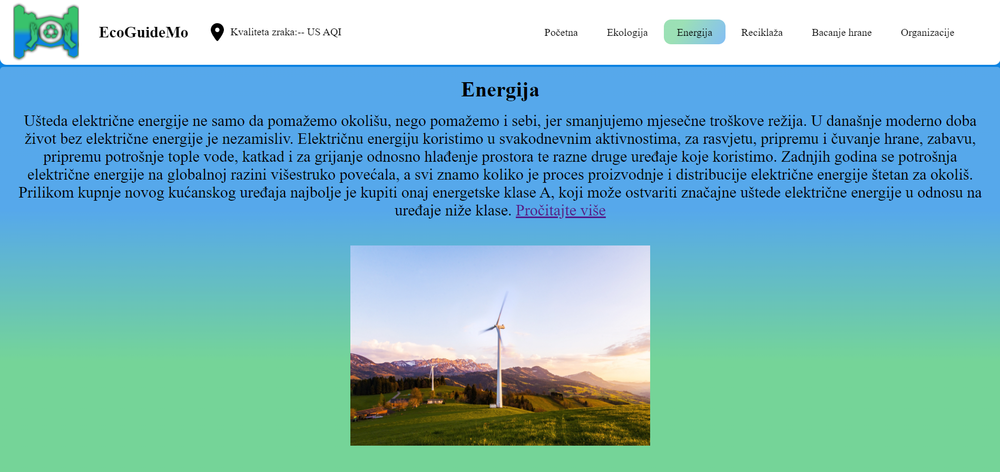 EcoGuideMo
Kvaliteta zraka:-- US AQI
Početna
Ekologija
Energija
Reciklaža
Bacanje hrane
Organizacije
Energija
Ušteda električne energije ne samo da pomažemo okolišu, nego pomažemo i sebi, jer smanjujemo mjesečne troškove režija. U današnje moderno doba
život bez električne energije je nezamisliv. Električnu energiju koristimo u svakodnevnim aktivnostima, za rasvjetu, pripremu i čuvanje hrane, zabavu,
pripremu potrošnje tople vode, katkad i za grijanje odnosno hlađenje prostora te razne druge uređaje koje koristimo. Zadnjih godina se potrošnja
električne energije na globalnoj razini višestruko povećala, a svi znamo koliko je proces proizvodnje i distribucije električne energije štetan za okoliš.
Prilikom kupnje novog kućanskog uređaja najbolje je kupiti onaj energetske klase A, koji može ostvariti značajne uštede električne energije u odnosu na
uređaje niže klase. Pročitajte više